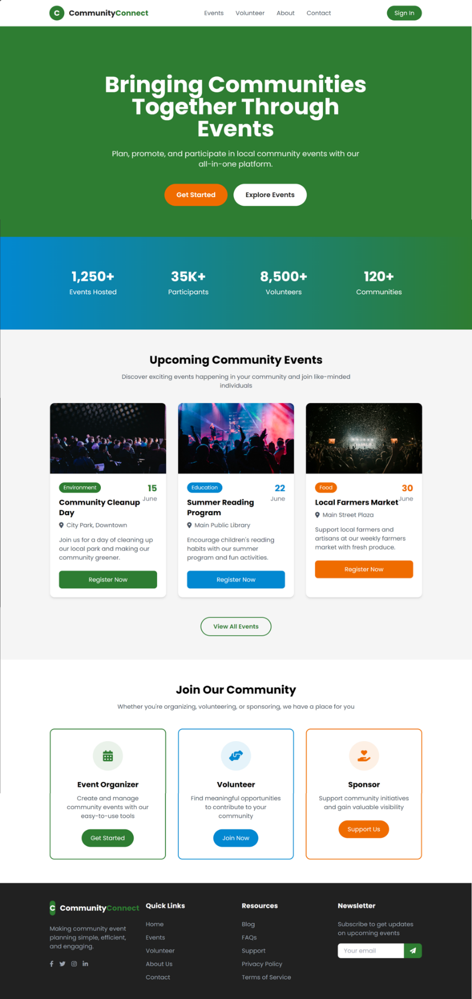 C CommunityConnect
Events Volunteer About Contact
Sign In
Bringing Communities
Together Through
Events
Plan, promote, and participate in local community events with our
all-in-one platform.
Get Started
Explore Events
1,250+
Events Hosted
35K+
Participants
8,500+
Volunteers
120+
Communities
Upcoming Community Events
Discover exciting events happening in your community and join like-minded
individuals
Environment
15
June
Community Cleanup
Day
City Park, Downtown
Join us for a day of cleaning up
our local park and making our
community greener.
Register Now
Education
22
June
Summer Reading
Program
Main Public Library
Encourage children's reading
habits with our summer
program and fun activities.
Register Now
Food
30
June
Local Farmers Market
Main Street Plaza
Support local farmers and
artisans at our weekly farmers
market with fresh produce.
Register Now
View All Events
Join Our Community
Whether you're organizing, volunteering, or sponsoring, we have a place for you
Event Organizer
Create and manage
community events with our
easy-to-use tools
Get Started
Volunteer
Find meaningful opportunities
to contribute to your
community
Join Now
Sponsor
Support community initiatives
and gain valuable visibility
Support Us
C CommunityConnect
Making community event
planning simple, efficient,
and engaging.
Quick Links
Home
Events
Volunteer
About Us
Contact
Resources
Blog
FAQs
Support
Privacy Policy
Terms of Service
Newsletter
Subscribe to get updates
on upcoming events
Your email